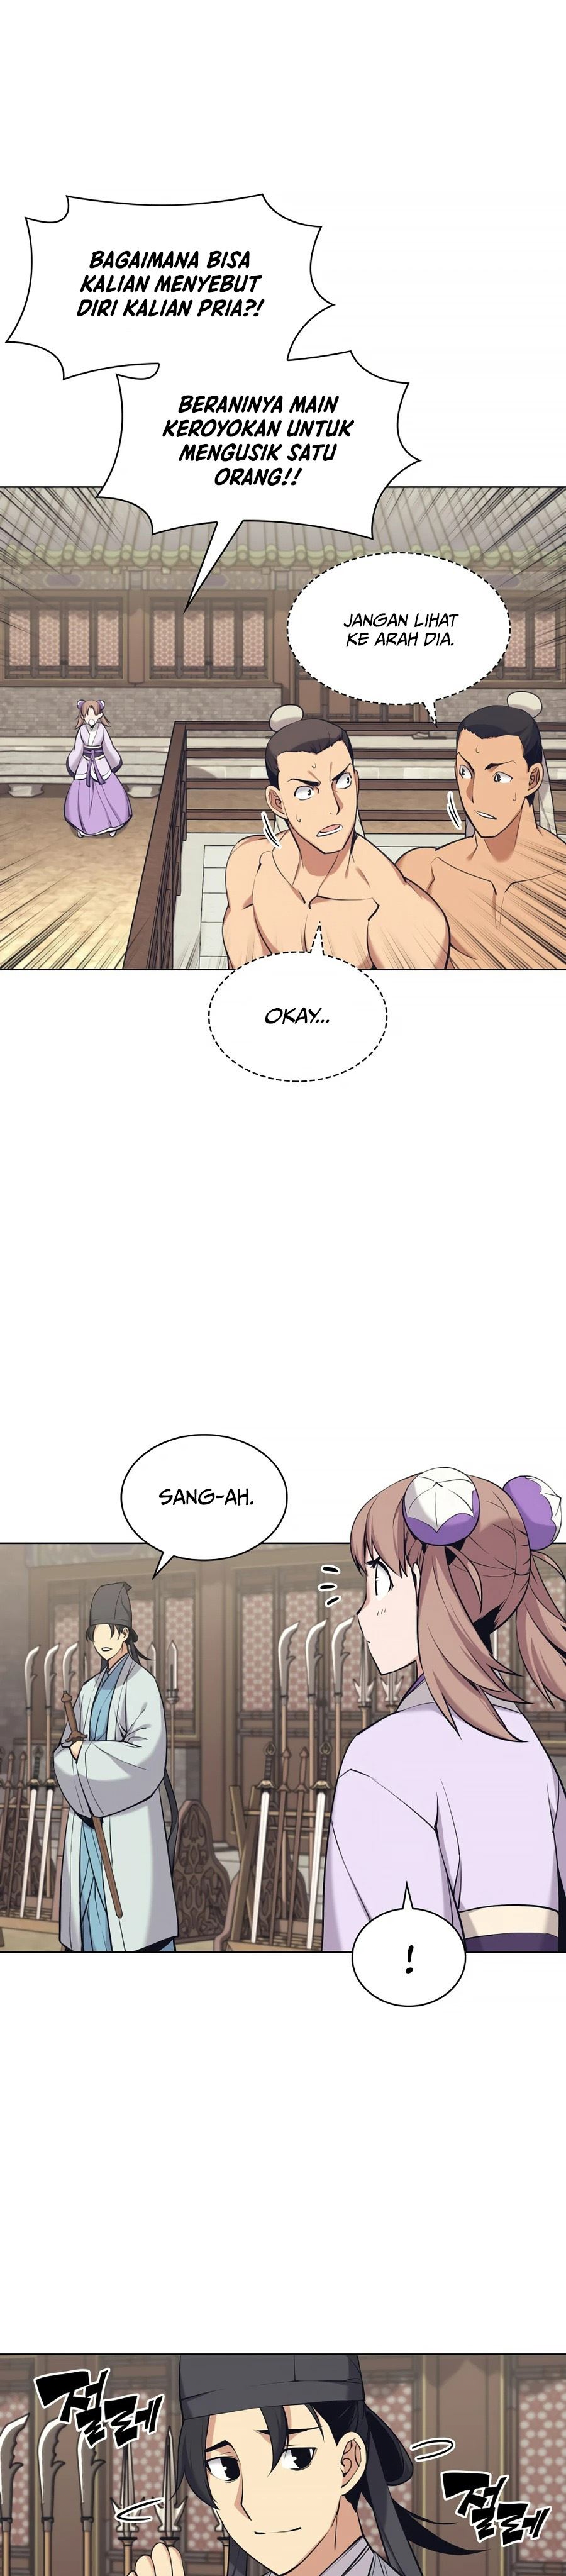 BAGAIMANA BISA
KALIAN MENYEBUT
DIRI KALIAN PRIA?!
BERANINYA MAIN
KEROYOKAN UNTUK
MENGUSIK SATU
ORANG!!
JANGAN LIHAT
KE ARAH DIA.
OKAY...
SANG-AH.
!
절레
절레